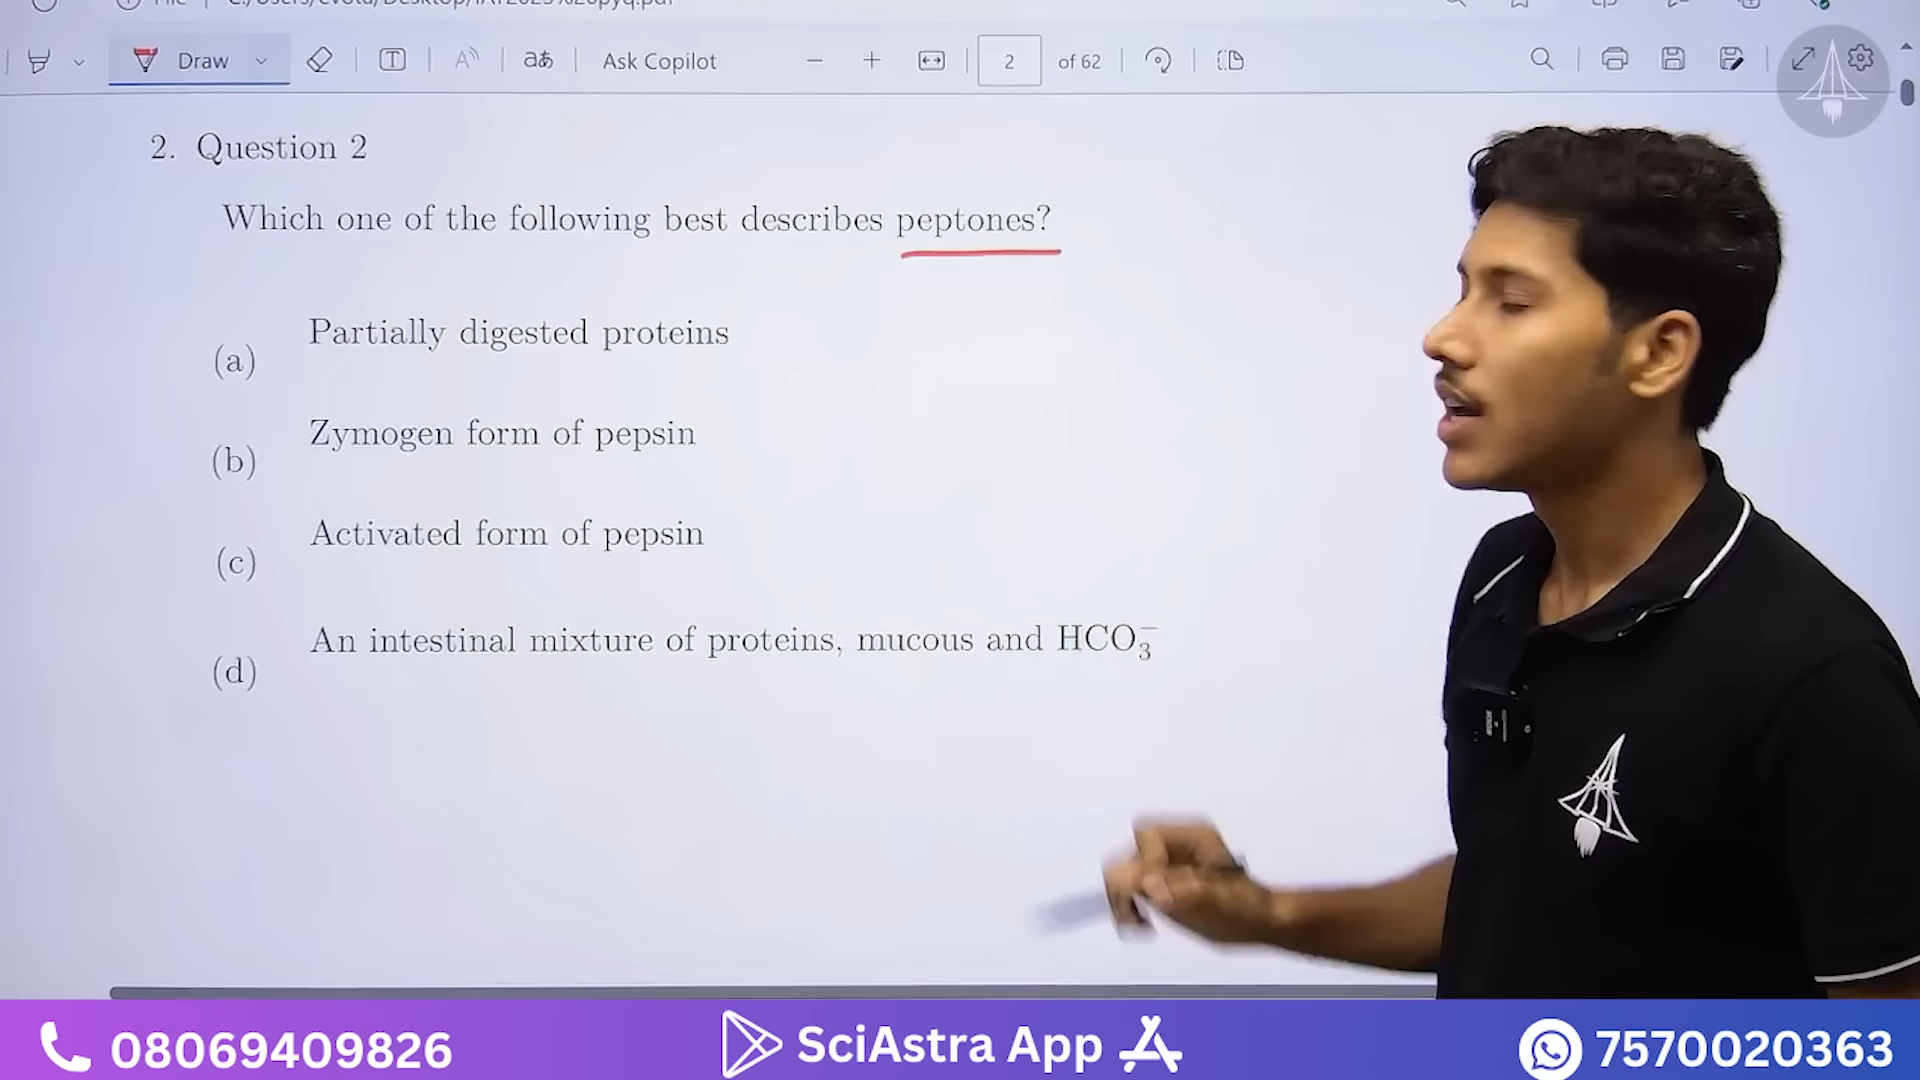 Draw
aあ
Ask Copilot
2
of 62
2. Question 2
Which one of the following best describes peptones?
(a) Partially digested proteins
(b) Zymogen form of pepsin
(c) Activated form of pepsin
(d) An intestinal mixture of proteins, mucous and HCO₃⁻
08069409826
SciAstra App
7570020363